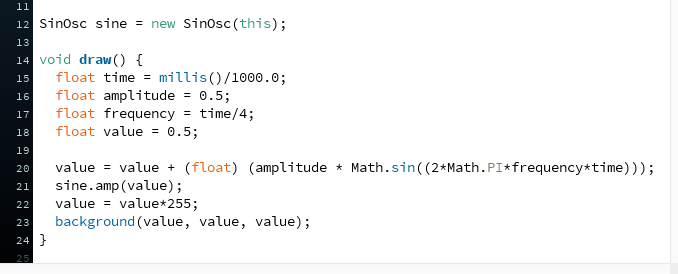 11
12 SinOsc sine = new SinOsc(this);
13
14 void draw() {
15 float time = millis()/1000.0;
16 float amplitude = 0.5;
17 float frequency = time/4;
18 float value = 0.5;
19
20 value = value + (float) (amplitude * Math.sin((2*Math.PI*frequency*time)));
21 sine.amp(value);
22 value = value*255;
23 background(value, value, value);
24 }
25